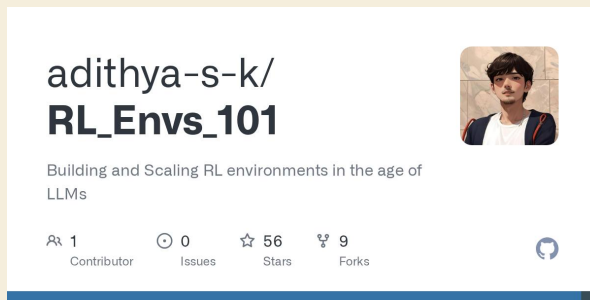 adithya-s-k/
RL_Envs_101
Building and Scaling RL environments in the age of
LLMs
1 0 56 9
Contributor Issues Stars Forks